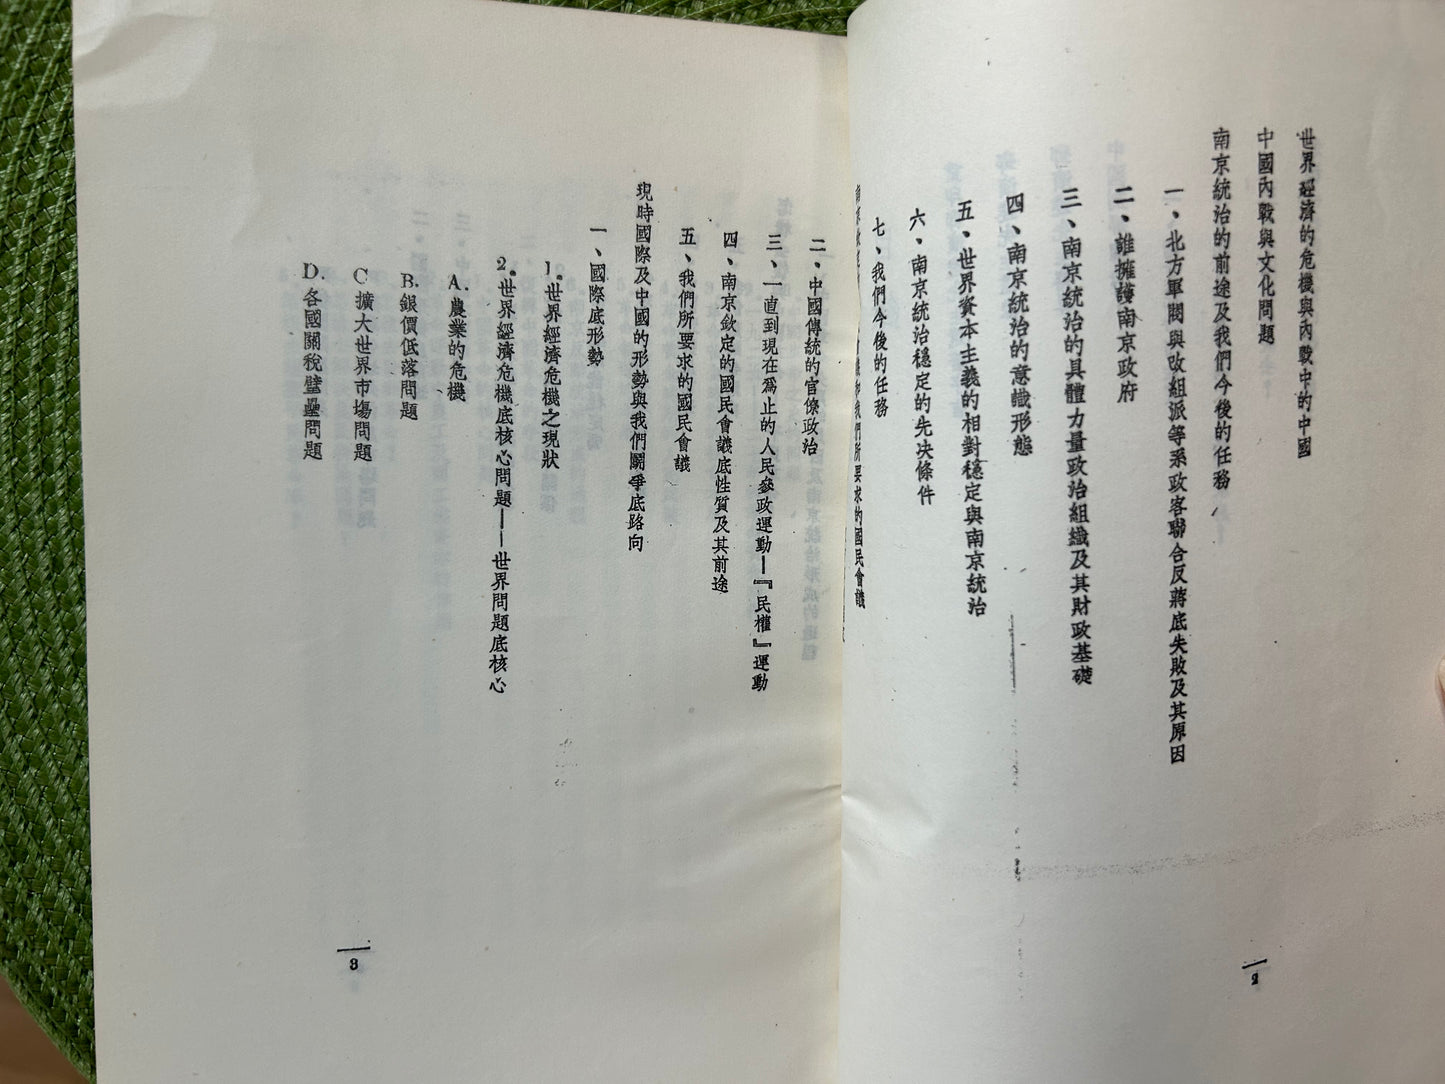 世界經濟的危機與內戰中的中國
中國內戰與文化問題
南京統治的前途及我們今後的任務
一、北方軍閥與改組派等系政客聯合反蔣底失敗及其原因
二、誰擁護南京政府
三、南京統治的具體力量政治組織及其財政基礎
四、南京統治的意識形態
五、世界資本主義的相對穩定與南京統治
六、南京統治穩定的先決條件
七、我們今後的任務
我們所要求的國民會議
2
二、中國傳統的官僚政治
三、一直到現在爲止的人民參政運動—『民權』運動
四、南京欽定的國民會議底性質及其前途
五、我們所要求的國民會議
現時國際及中國的形勢與我們鬭爭底路向
一、國際底形勢
1.世界經濟危機之現狀
2.世界經濟危機底核心問題——世界問題底核心
A.農業的危機
B.銀價低落問題
C擴大世界市塲問題
D.各國關稅壁壘問題
3